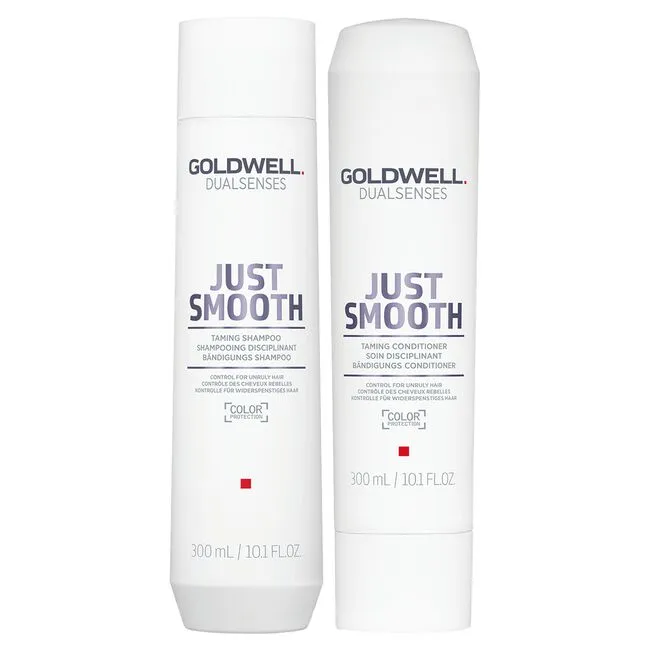 GOLDWELL.
DUALSENSES
JUST
SMOOTH
TAMING SHAMPOO
SHAMPOOING DISCIPLINANT
BÄNDIGUNGS SHAMPOO
CONTROL FOR UNRULY HAIR
CONTRÔLE DES CHEVEUX REBELLES
KONTROLLE FÜR WIDERSPENSTIGES HAAR
COLOR
PROTECTION
300 mL / 10.1 FL.OZ.
GOLDWELL.
DUALSENSES
JUST
SMOOTH
TAMING CONDITIONER
SOIN DISCIPLINANT
BÄNDIGUNGS CONDITIONER
CONTROL FOR UNRULY HAIR
CONTRÔLE DES CHEVEUX REBELLES
KONTROLLE FÜR WIDERSPENSTIGES HAAR
COLOR
PROTECTION
300 mL / 10.1 FL.OZ.